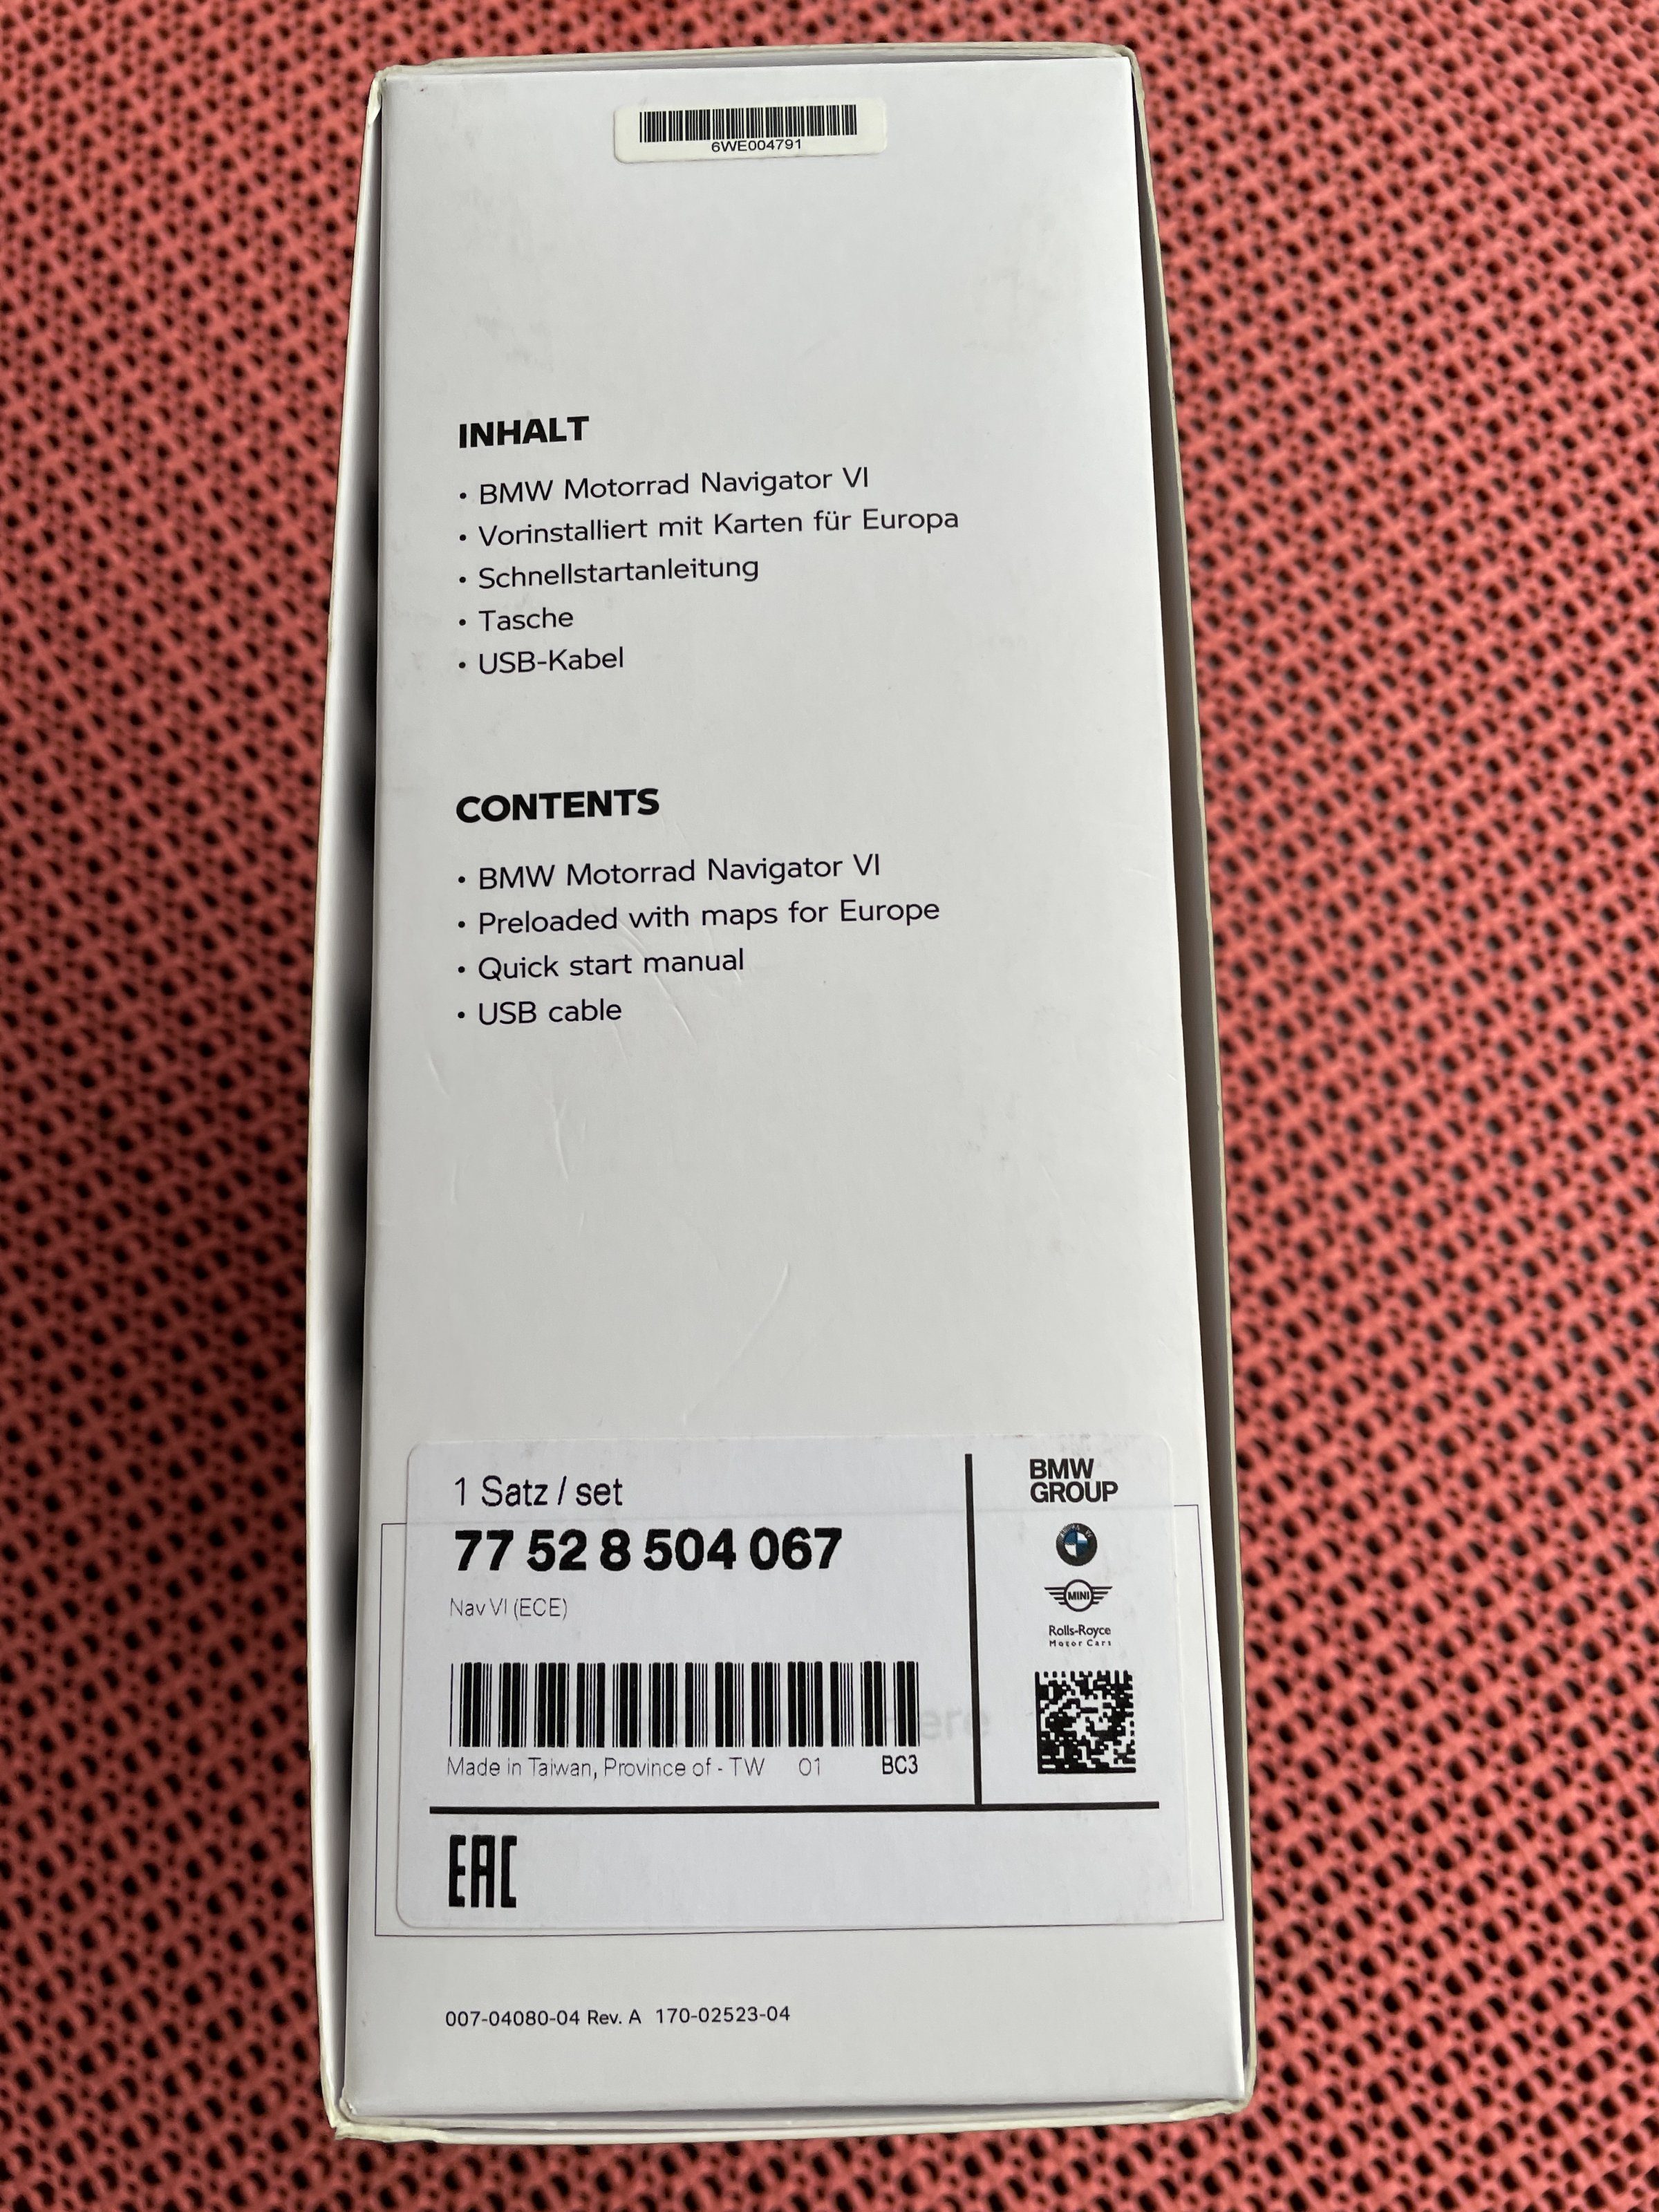 6WE004791
INHALT
• BMW Motorrad Navigator VI
• Vorinstalliert mit Karten für Europa
• Schnellstartanleitung
• Tasche
• USB-Kabel
CONTENTS
• BMW Motorrad Navigator VI
• Preloaded with maps for Europe
• Quick start manual
• USB cable
1 Satz / set
77 52 8 504 067
Nav VI (ECE)
Made in Taiwan, Province of - TW 01 BC3
BMW
GROUP
MINI
Rolls-Royce
Motor Cars
EAC
007-04080-04 Rev. A 170-02523-04